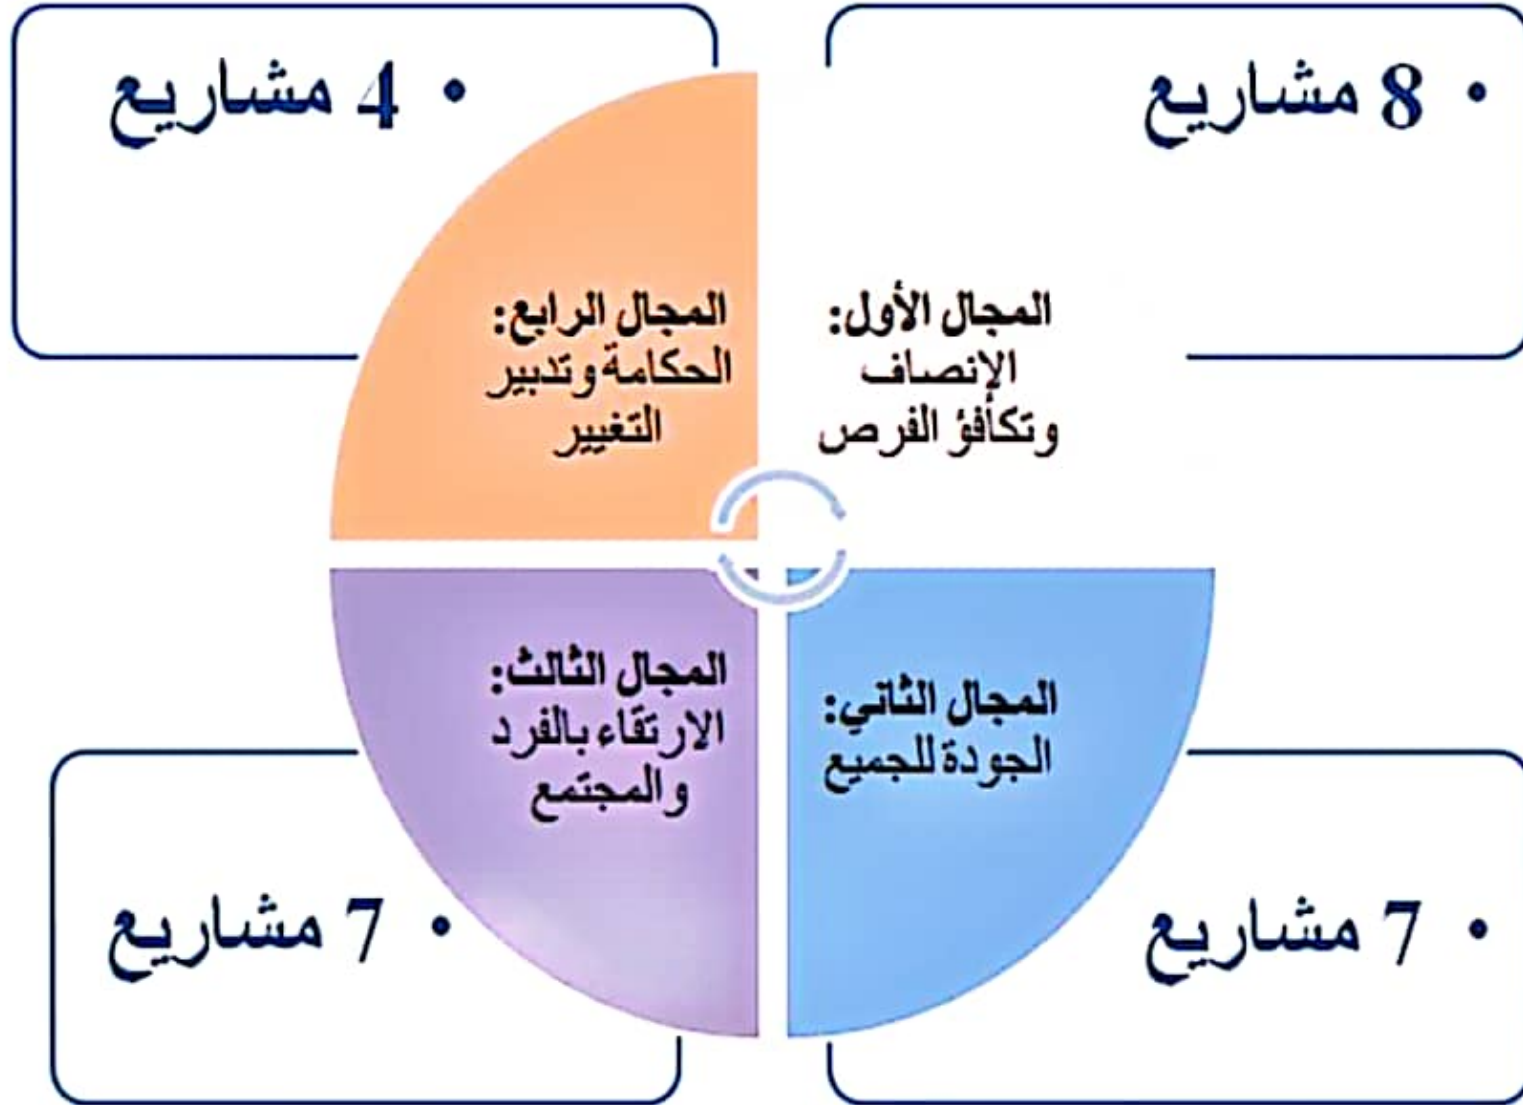 • 8 مشاريع
• 4 مشاريع
المجال الأول:
الإنصاف
وتكافؤ الفرص
المجال الرابع:
الحكامة وتدبير
التغيير
المجال الثاني:
الجودة للجميع
المجال الثالث:
الارتقاء بالفرد
والمجتمع
• 7 مشاريع
• 7 مشاريع